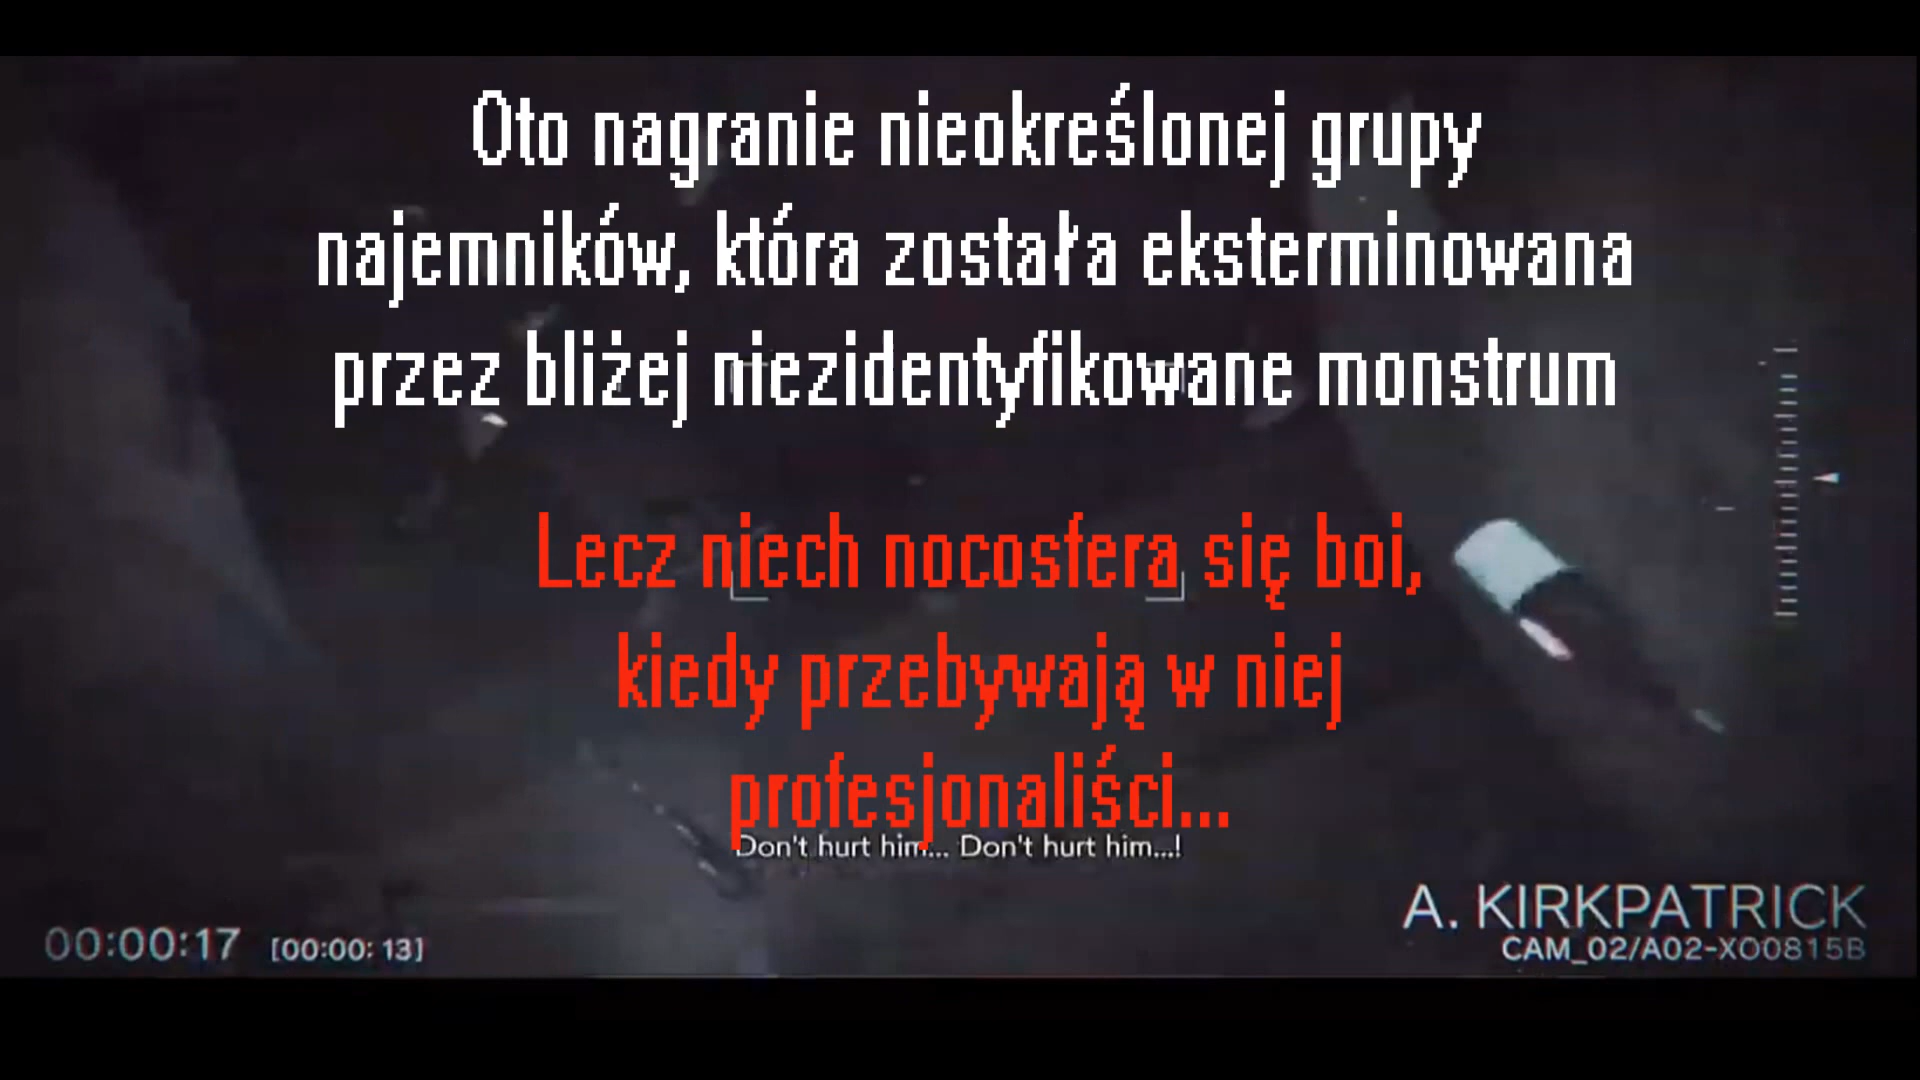 Oto nagranie nieokreślonej grupy
najemników, która została eksterminowana
przez bliżej niezidentyfikowane monstrum
Lecz niech nocosfera się boi,
kiedy przebywają w niej
profesjonaliści...
Don't hurt him... Don't hurt him...!
A. KIRKPATRICK
CAM_02/A02-XO0815B
00:00:17 [00:00: 13]